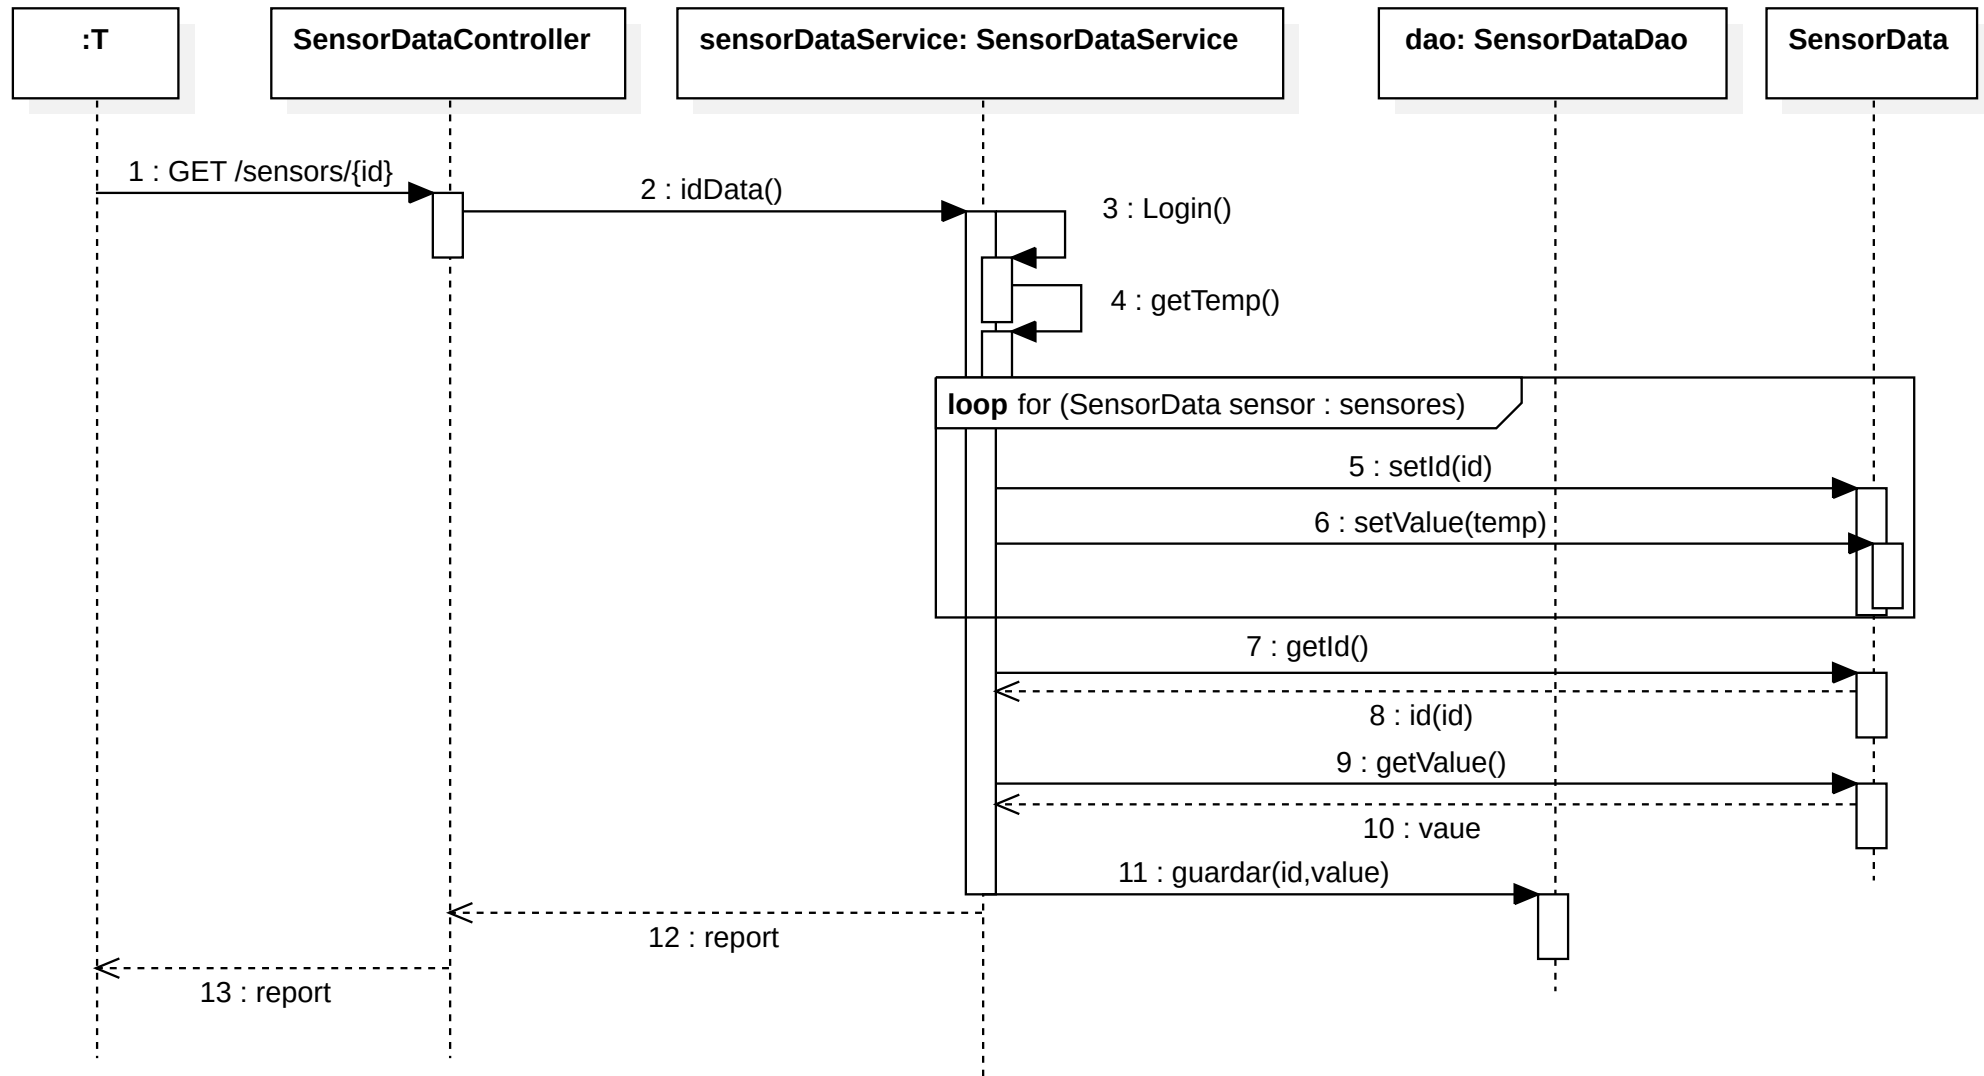 :T
SensorDataController
sensorDataService: SensorDataService
dao: SensorDataDao
SensorData
1 : GET /sensors/{id}
2 : idData()
3 : Login()
4 : getTemp()
loop for (SensorData sensor : sensores)
5 : setId(id)
6 : setValue(temp)
7 : getId()
8 : id(id)
9 : getValue()
10 : vaue
11 : guardar(id,value)
12 : report
13 : report